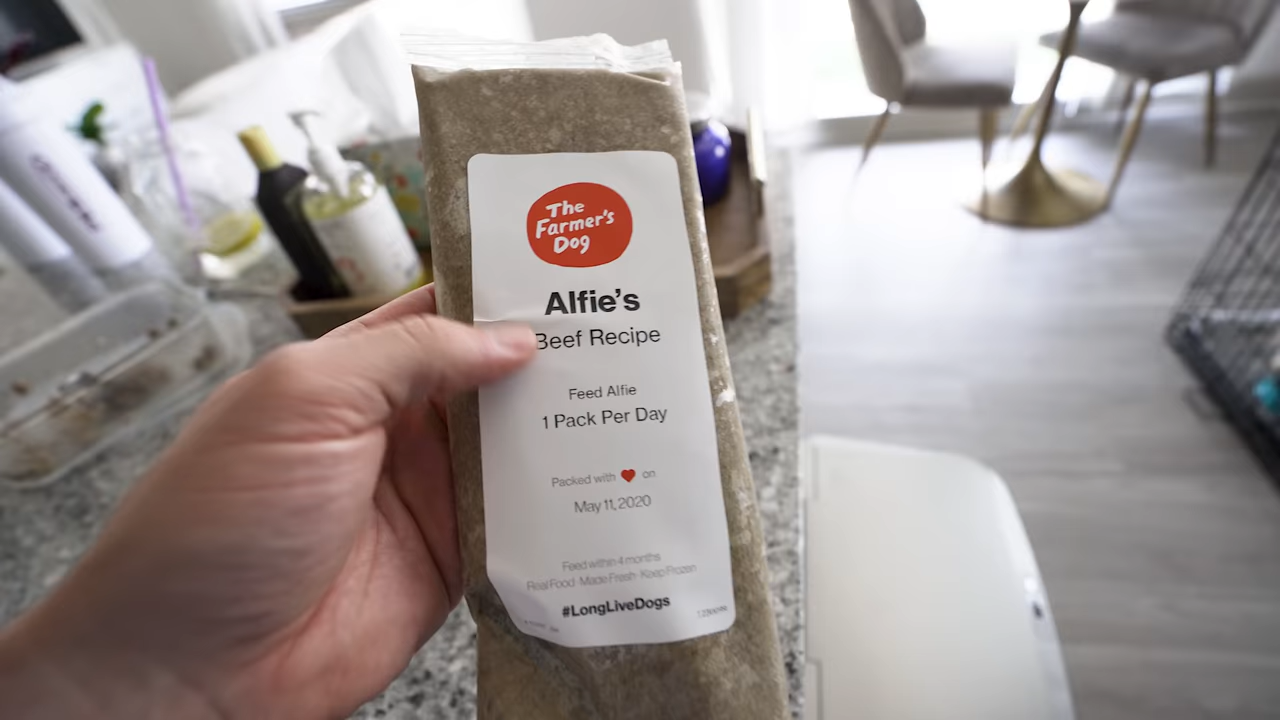 The
Farmer's
Dog
Alfie's
Beef Recipe
Feed Alfie
1 Pack Per Day
Packed with ♥ on
May 11, 2020
Feed within 4 months
Real Food · Made Fresh · Keep Frozen
#LongLiveDogs